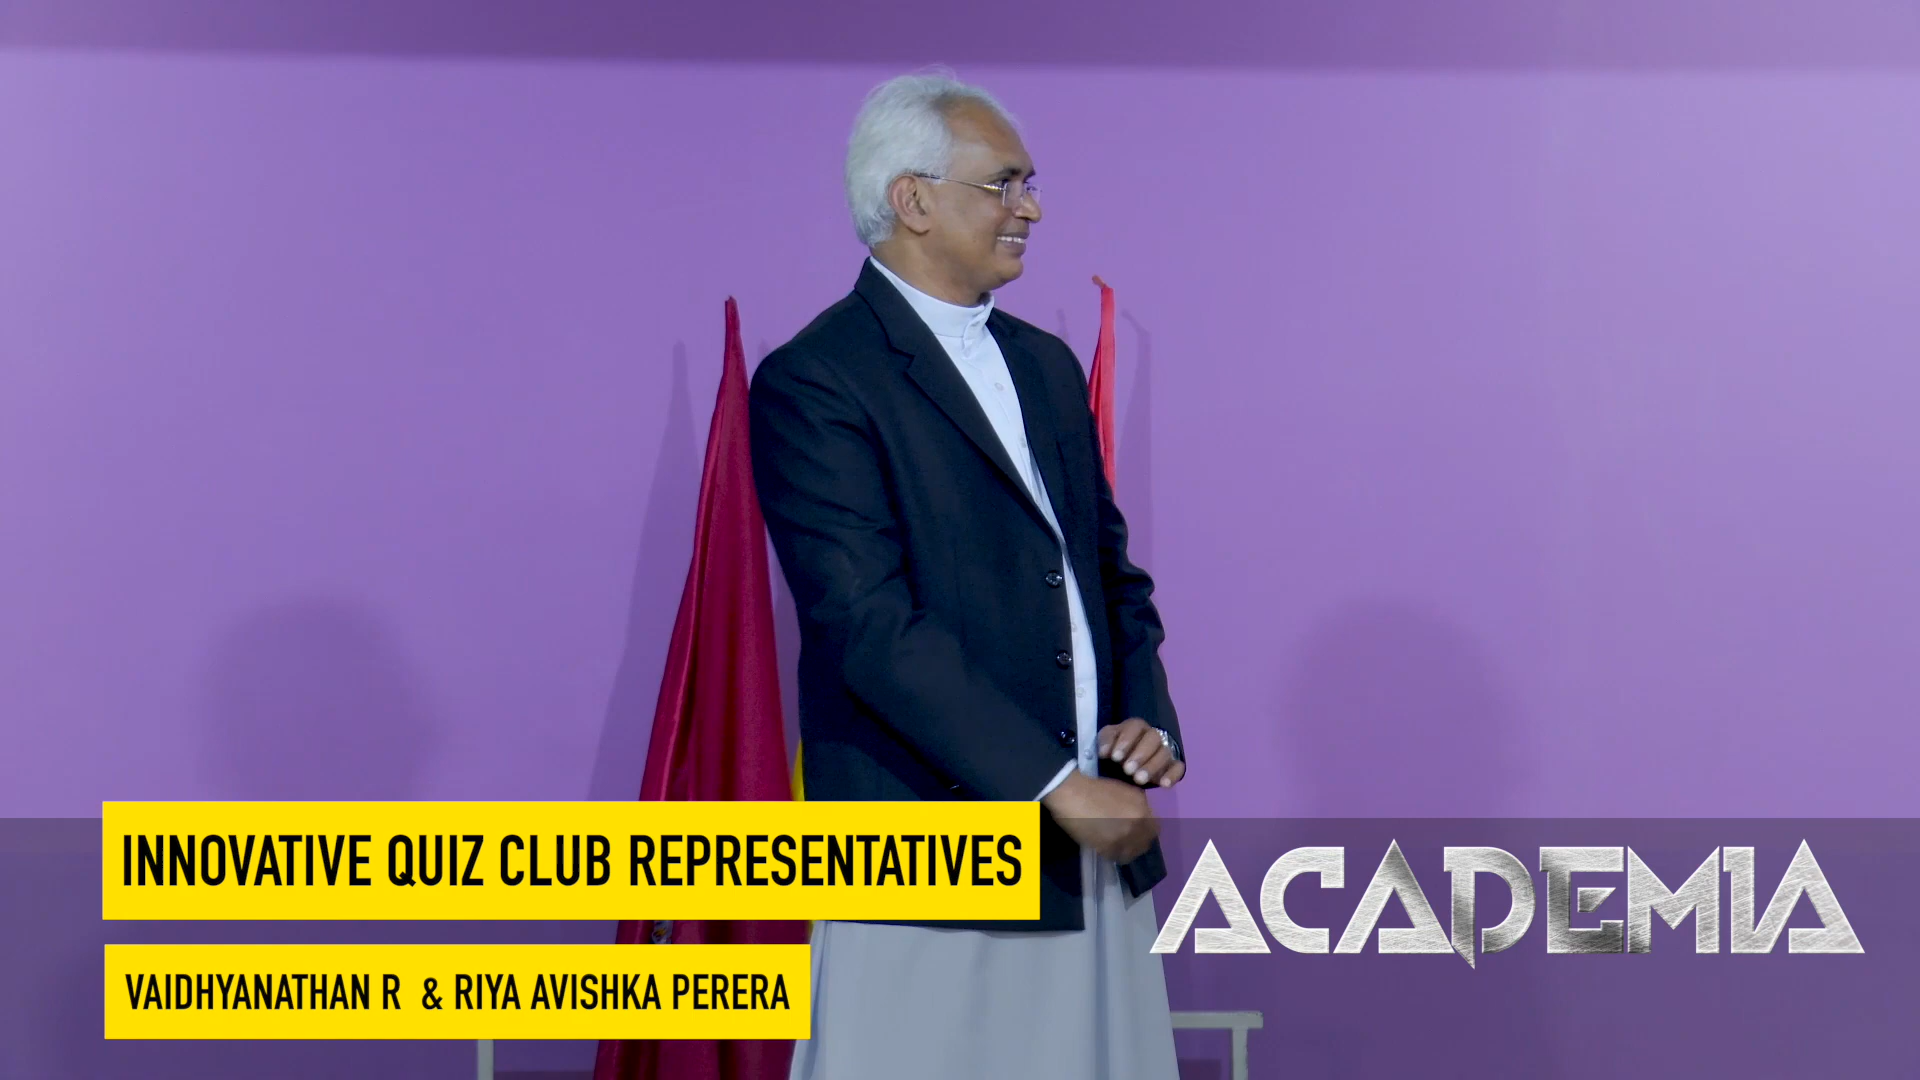 INNOVATIVE QUIZ CLUB REPRESENTATIVES
VAIDHYANATHAN R & RIYA AVISHKA PERERA
ACADEMIA